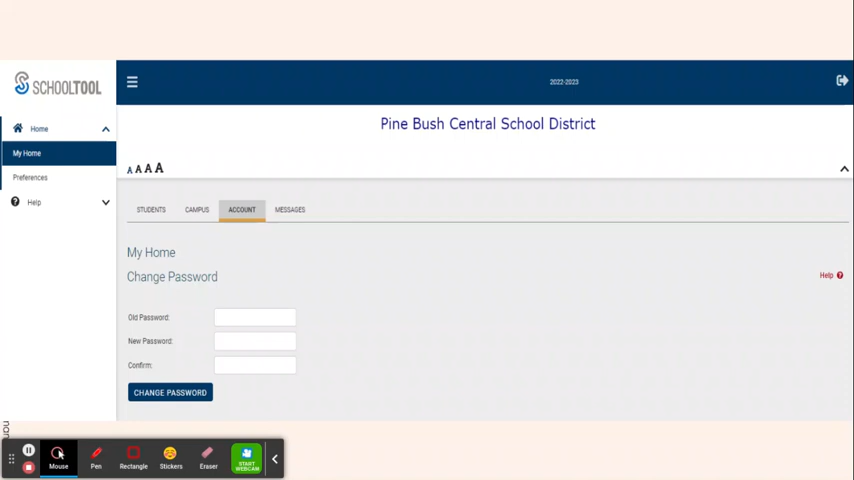 SCHOOLTOOL
2022-2023
Home
My Home
Preferences
Help
Pine Bush Central School District
A A A A
STUDENTS CAMPUS ACCOUNT MESSAGES
My Home
Change Password
Help
Old Password:
New Password:
Confirm:
CHANGE PASSWORD
Mouse Pen Rectangle Stickers Eraser START WEBCAM